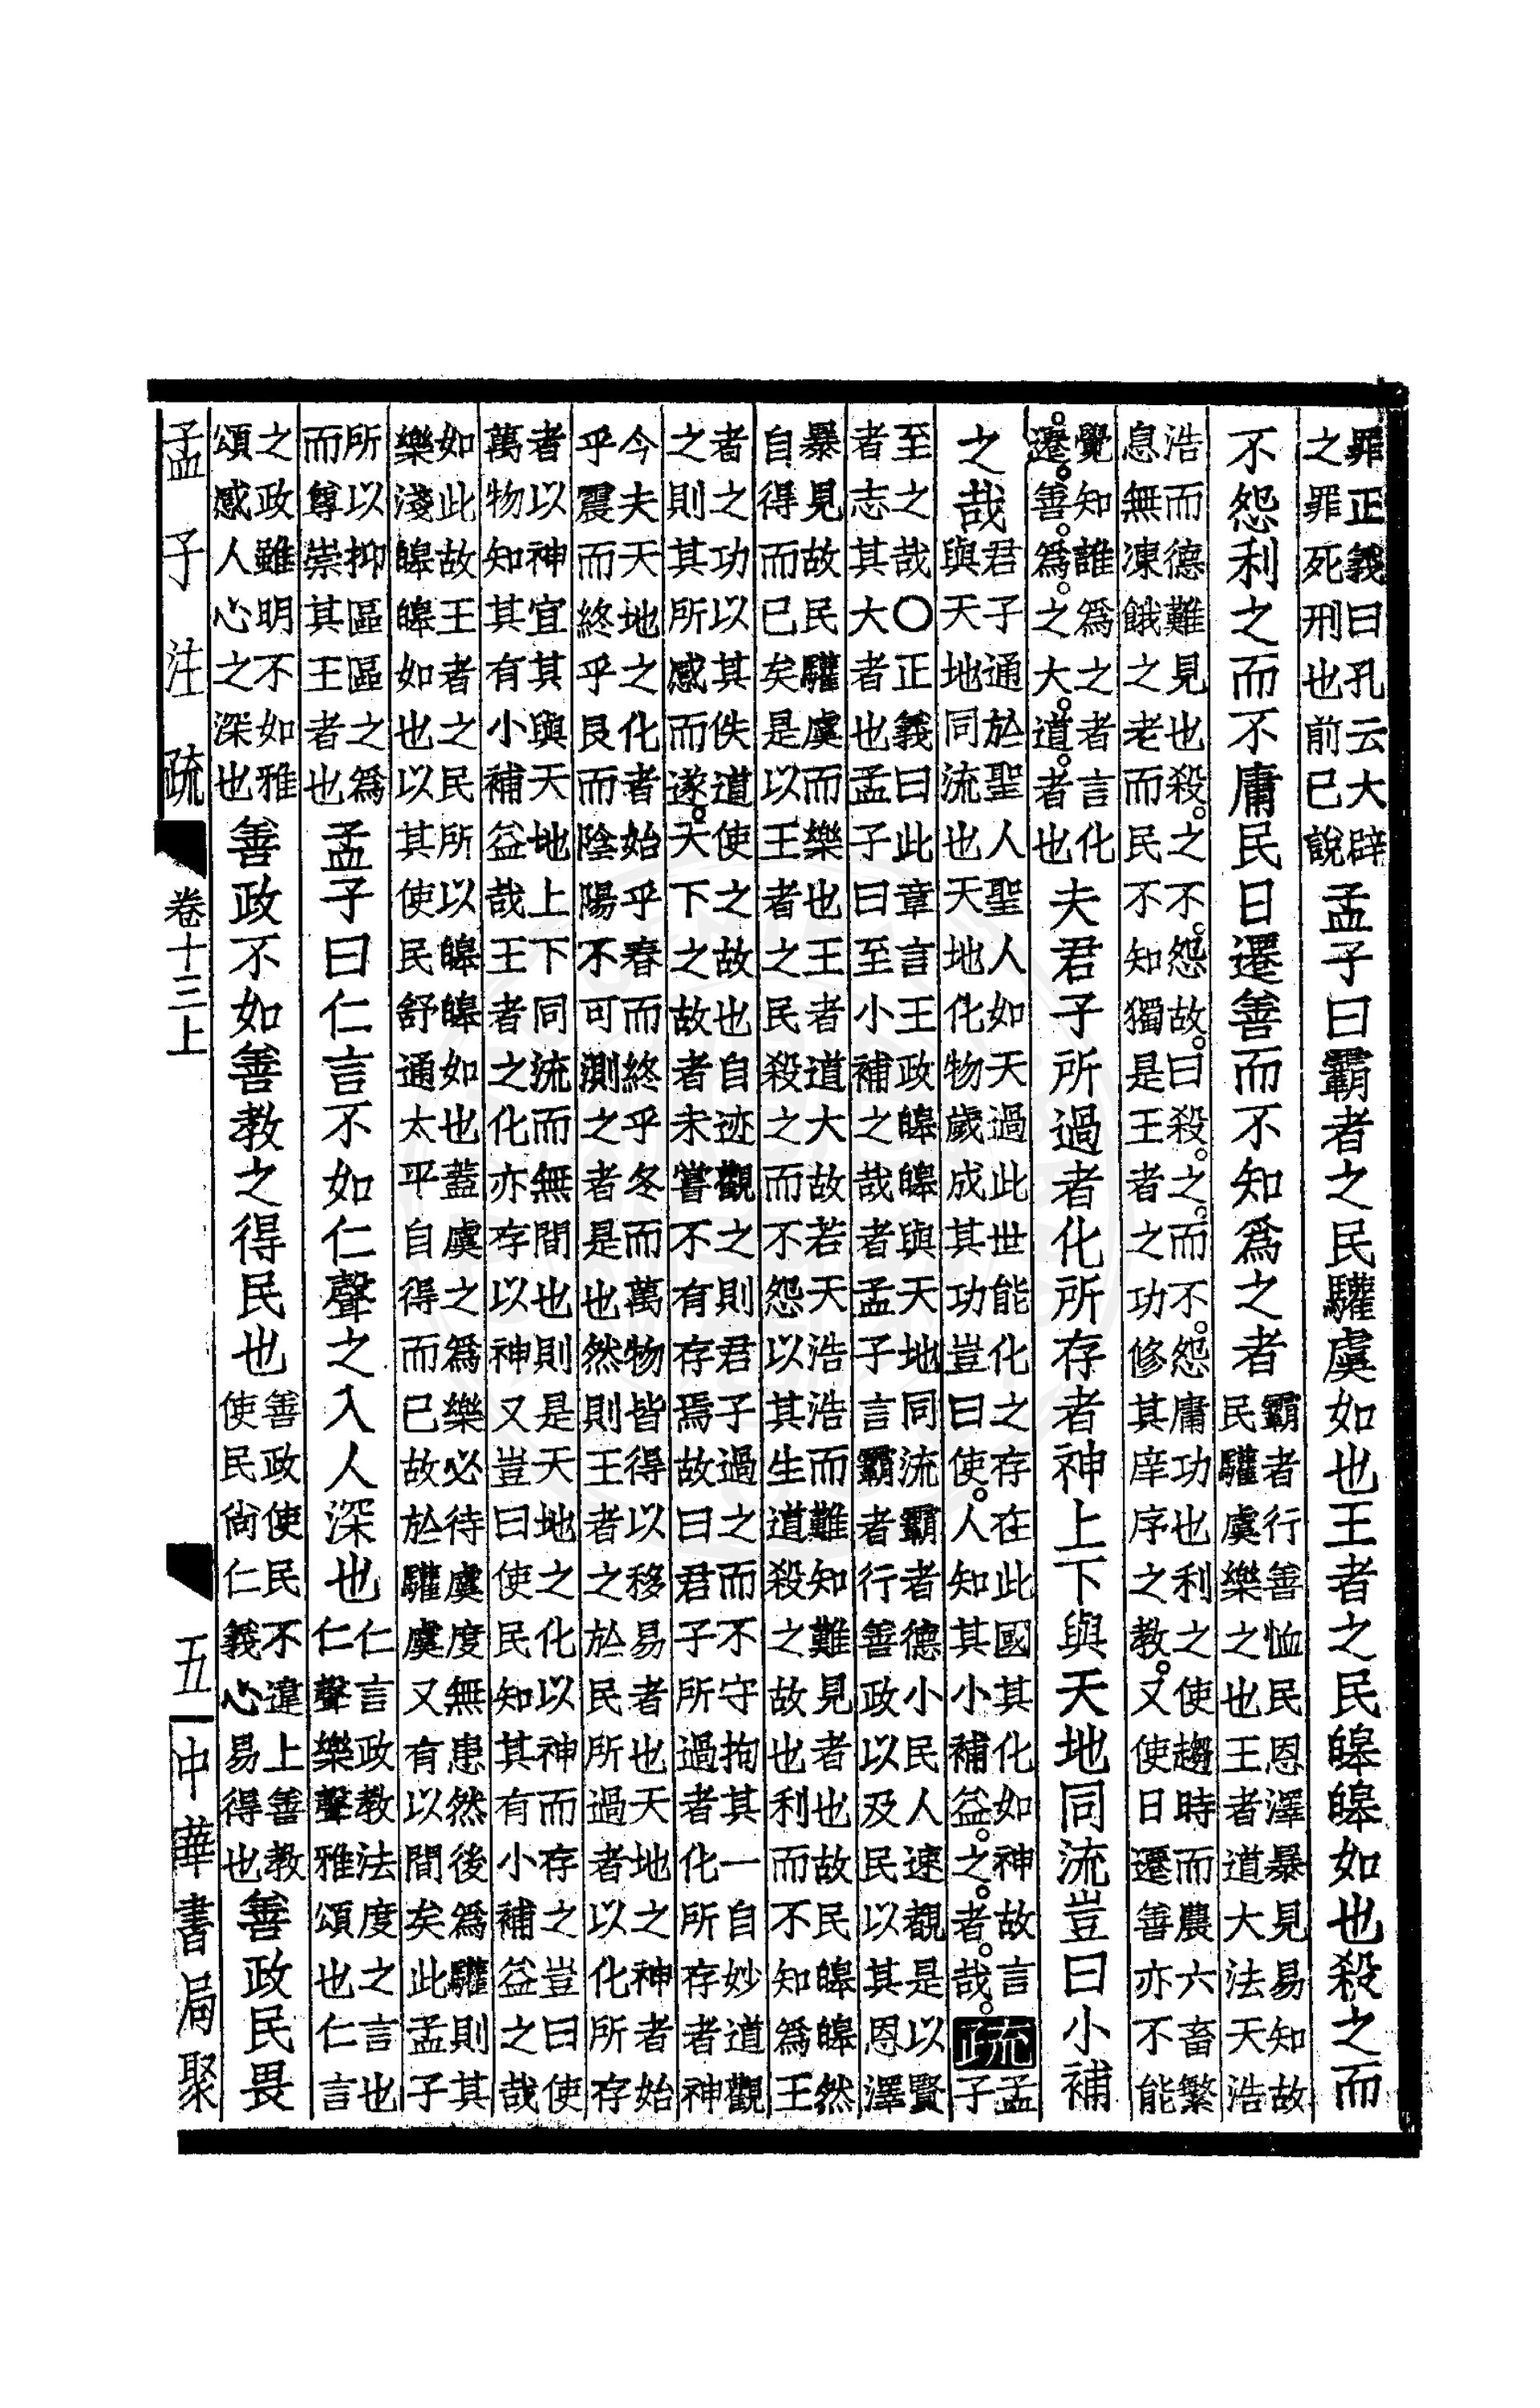 罪正義曰孔云大辟之罪死刑也前已說孟子曰霸者之民驩虞如也王者之民皞皞如也殺之而
不怨利之而不庸民日遷善而不知爲之者霸者行善恤民恩澤暴見易知故民驩虞樂之也王者道大法天浩
浩而德難見也殺之不怨故曰殺之而不怨庸功也利之使趨時而農六畜繁
息無凍餓之老而民不知獨是王者之功修其庠序之教又使日遷善亦不能
覺知誰爲之者言化遷善爲之大道者也夫君子所過者化所存者神上下與天地同流豈曰小補
之哉君子通於聖人聖人如天過此世能化之存在此國其化如神故言與天地同流也天地化物歲成其功豈曰使人知其小補益之者哉疏孟子
至之哉○正義曰此章言王政皞皞與天地同流霸者德小民人速覩是以賢
者志其大者也孟子曰至小補之哉者孟子言霸者行善政以及民以其恩澤
暴見故民驩虞而樂也王者道大故若天浩浩而難知難見者也故民皞皞然
自得而已矣是以王者之民殺之而不怨以其生道殺之故也利而不知爲王
者之功以其佚道使之故也自迹觀之則君子過之而不守拘其一自妙道觀
之則其所感而遂天下之故者未嘗不有存焉故曰君子所過者化所存者神
今夫天地之化者始乎春而終乎冬而萬物皆得以移易者也天地之神者始
乎震而終乎艮而陰陽不可測之者是也然則王者之於民所過者以化所存
者以神宜其與天地上下同流而無間也則是天地之化以神而存之豈曰使
萬物知其有小補益哉王者之化亦存以神又豈曰使民知其有小補益之哉
如此故王者之民所以皞皞如也蓋虞之爲樂必待虞度無患然後爲驩則其
樂淺皞皞如也以其使民舒通太平自得而已故於驩虞又有以間矣此孟子
所以抑區區之爲而尊崇其王者也孟子曰仁言不如仁聲之入人深也仁言政教法度之言也仁聲樂聲雅頌也仁言
之政雖明不如雅頌感人心之深也善政不如善教之得民也善政使民不違上善教使民尚仁義心易得也善政民畏
孟子注疏 卷十三上 五 中華書局聚